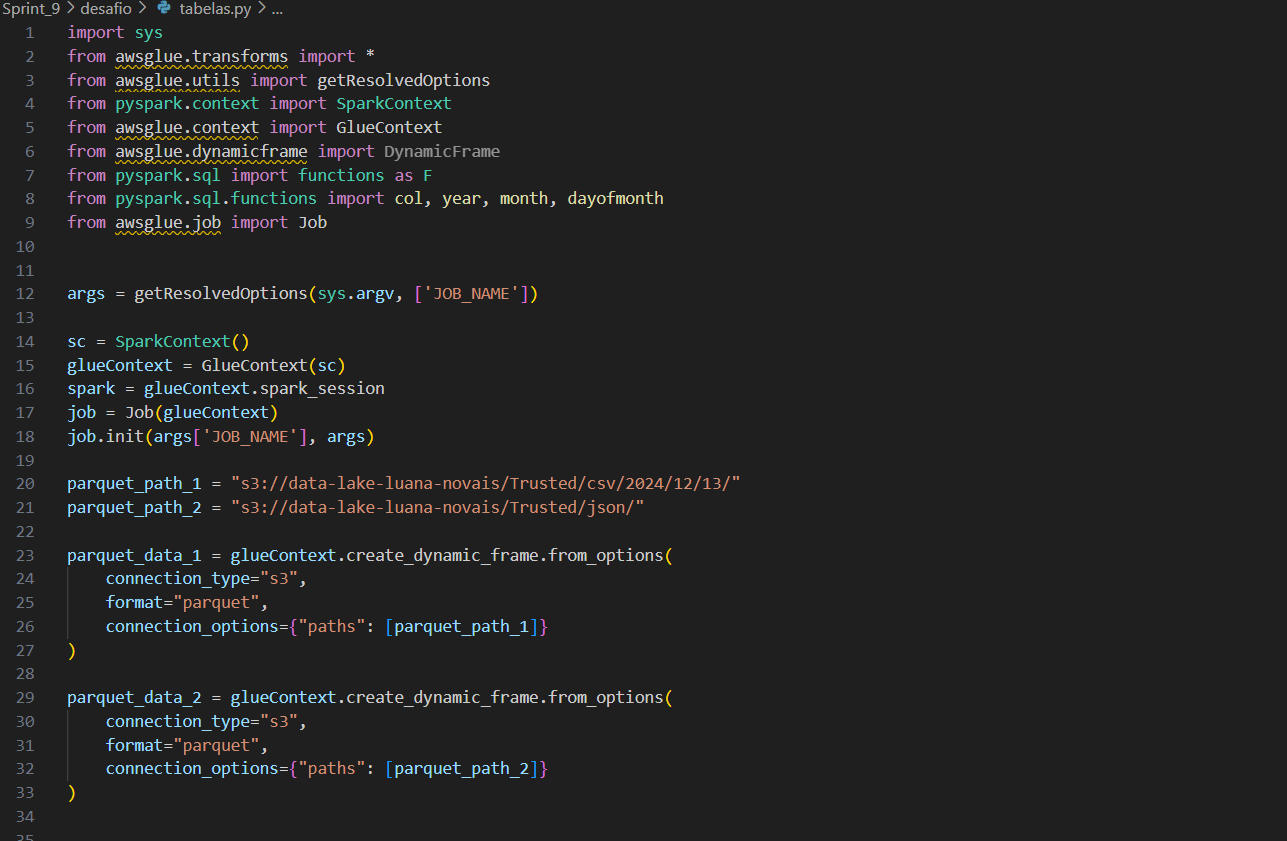 Sprint_9 > desafio > tabelas.py > ...
1 import sys
2 from awsglue.transforms import *
3 from awsglue.utils import getResolvedOptions
4 from pyspark.context import SparkContext
5 from awsglue.context import GlueContext
6 from awsglue.dynamicframe import DynamicFrame
7 from pyspark.sql import functions as F
8 from pyspark.sql.functions import col, year, month, dayofmonth
9 from awsglue.job import Job
10
11
12 args = getResolvedOptions(sys.argv, ['JOB_NAME'])
13
14 sc = SparkContext()
15 glueContext = GlueContext(sc)
16 spark = glueContext.spark_session
17 job = Job(glueContext)
18 job.init(args['JOB_NAME'], args)
19
20 parquet_path_1 = "s3://data-lake-luana-novais/Trusted/csv/2024/12/13/"
21 parquet_path_2 = "s3://data-lake-luana-novais/Trusted/json/"
22
23 parquet_data_1 = glueContext.create_dynamic_frame.from_options(
24     connection_type="s3",
25     format="parquet",
26     connection_options={"paths": [parquet_path_1]}
27 )
28
29 parquet_data_2 = glueContext.create_dynamic_frame.from_options(
30     connection_type="s3",
31     format="parquet",
32     connection_options={"paths": [parquet_path_2]}
33 )
34
35